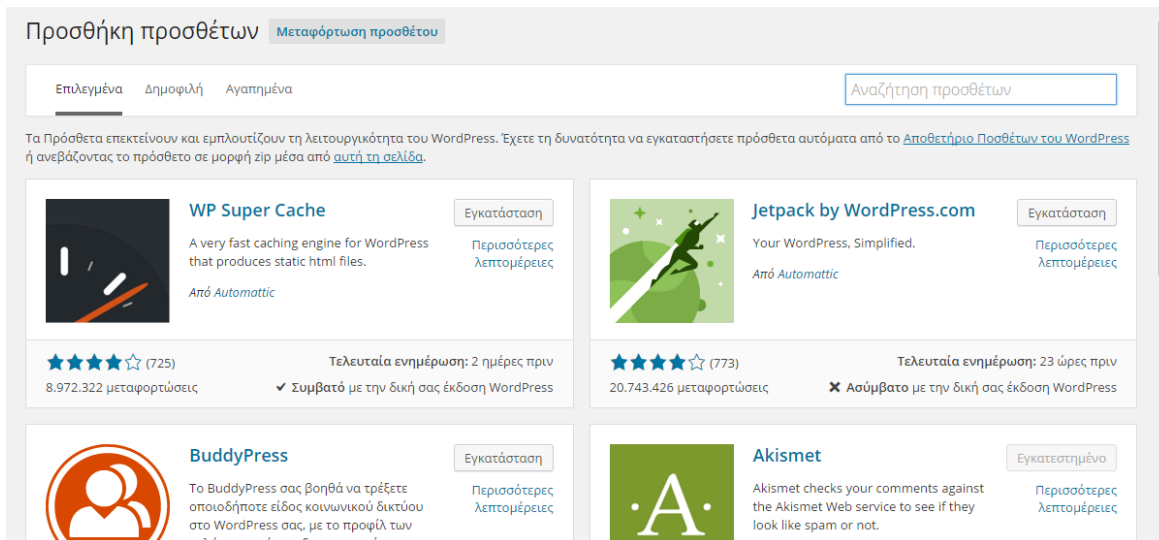 Προσθήκη προσθέτων Μεταφόρτωση προσθέτου
Επιλεγμένα Δημοφιλή Αγαπημένα Αναζήτηση προσθέτων
Τα Πρόσθετα επεκτείνουν και εμπλουτίζουν τη λειτουργικότητα του WordPress. Έχετε τη δυνατότητα να εγκαταστήσετε πρόσθετα αυτόματα από το Αποθετήριο Ποσθέτων του WordPress
ή ανεβάζοντας το πρόσθετο σε μορφή zip μέσα από αυτή τη σελίδα.
WP Super Cache
Εγκατάσταση
A very fast caching engine for WordPress
that produces static html files.
Περισσότερες
λεπτομέρειες
Από Automattic
(725)
Τελευταία ενημέρωση: 2 ημέρες πριν
8.972.322 μεταφορτώσεις
✔ Συμβατό με την δική σας έκδοση WordPress
Jetpack by WordPress.com
Εγκατάσταση
Your WordPress, Simplified.
Περισσότερες
λεπτομέρειες
Από Automattic
(773)
Τελευταία ενημέρωση: 23 ώρες πριν
20.743.426 μεταφορτώσεις
✖ Ασύμβατο με την δική σας έκδοση WordPress
BuddyPress
Εγκατάσταση
Το BuddyPress σας βοηθά να τρέξετε
οποιοδήποτε είδος κοινωνικού δικτύου
στο WordPress σας, με το προφίλ των
Περισσότερες
λεπτομέρειες
·A·
Akismet
Εγκατεστημένο
Akismet checks your comments against
the Akismet Web service to see if they
look like spam or not.
Περισσότερες
λεπτομέρειες